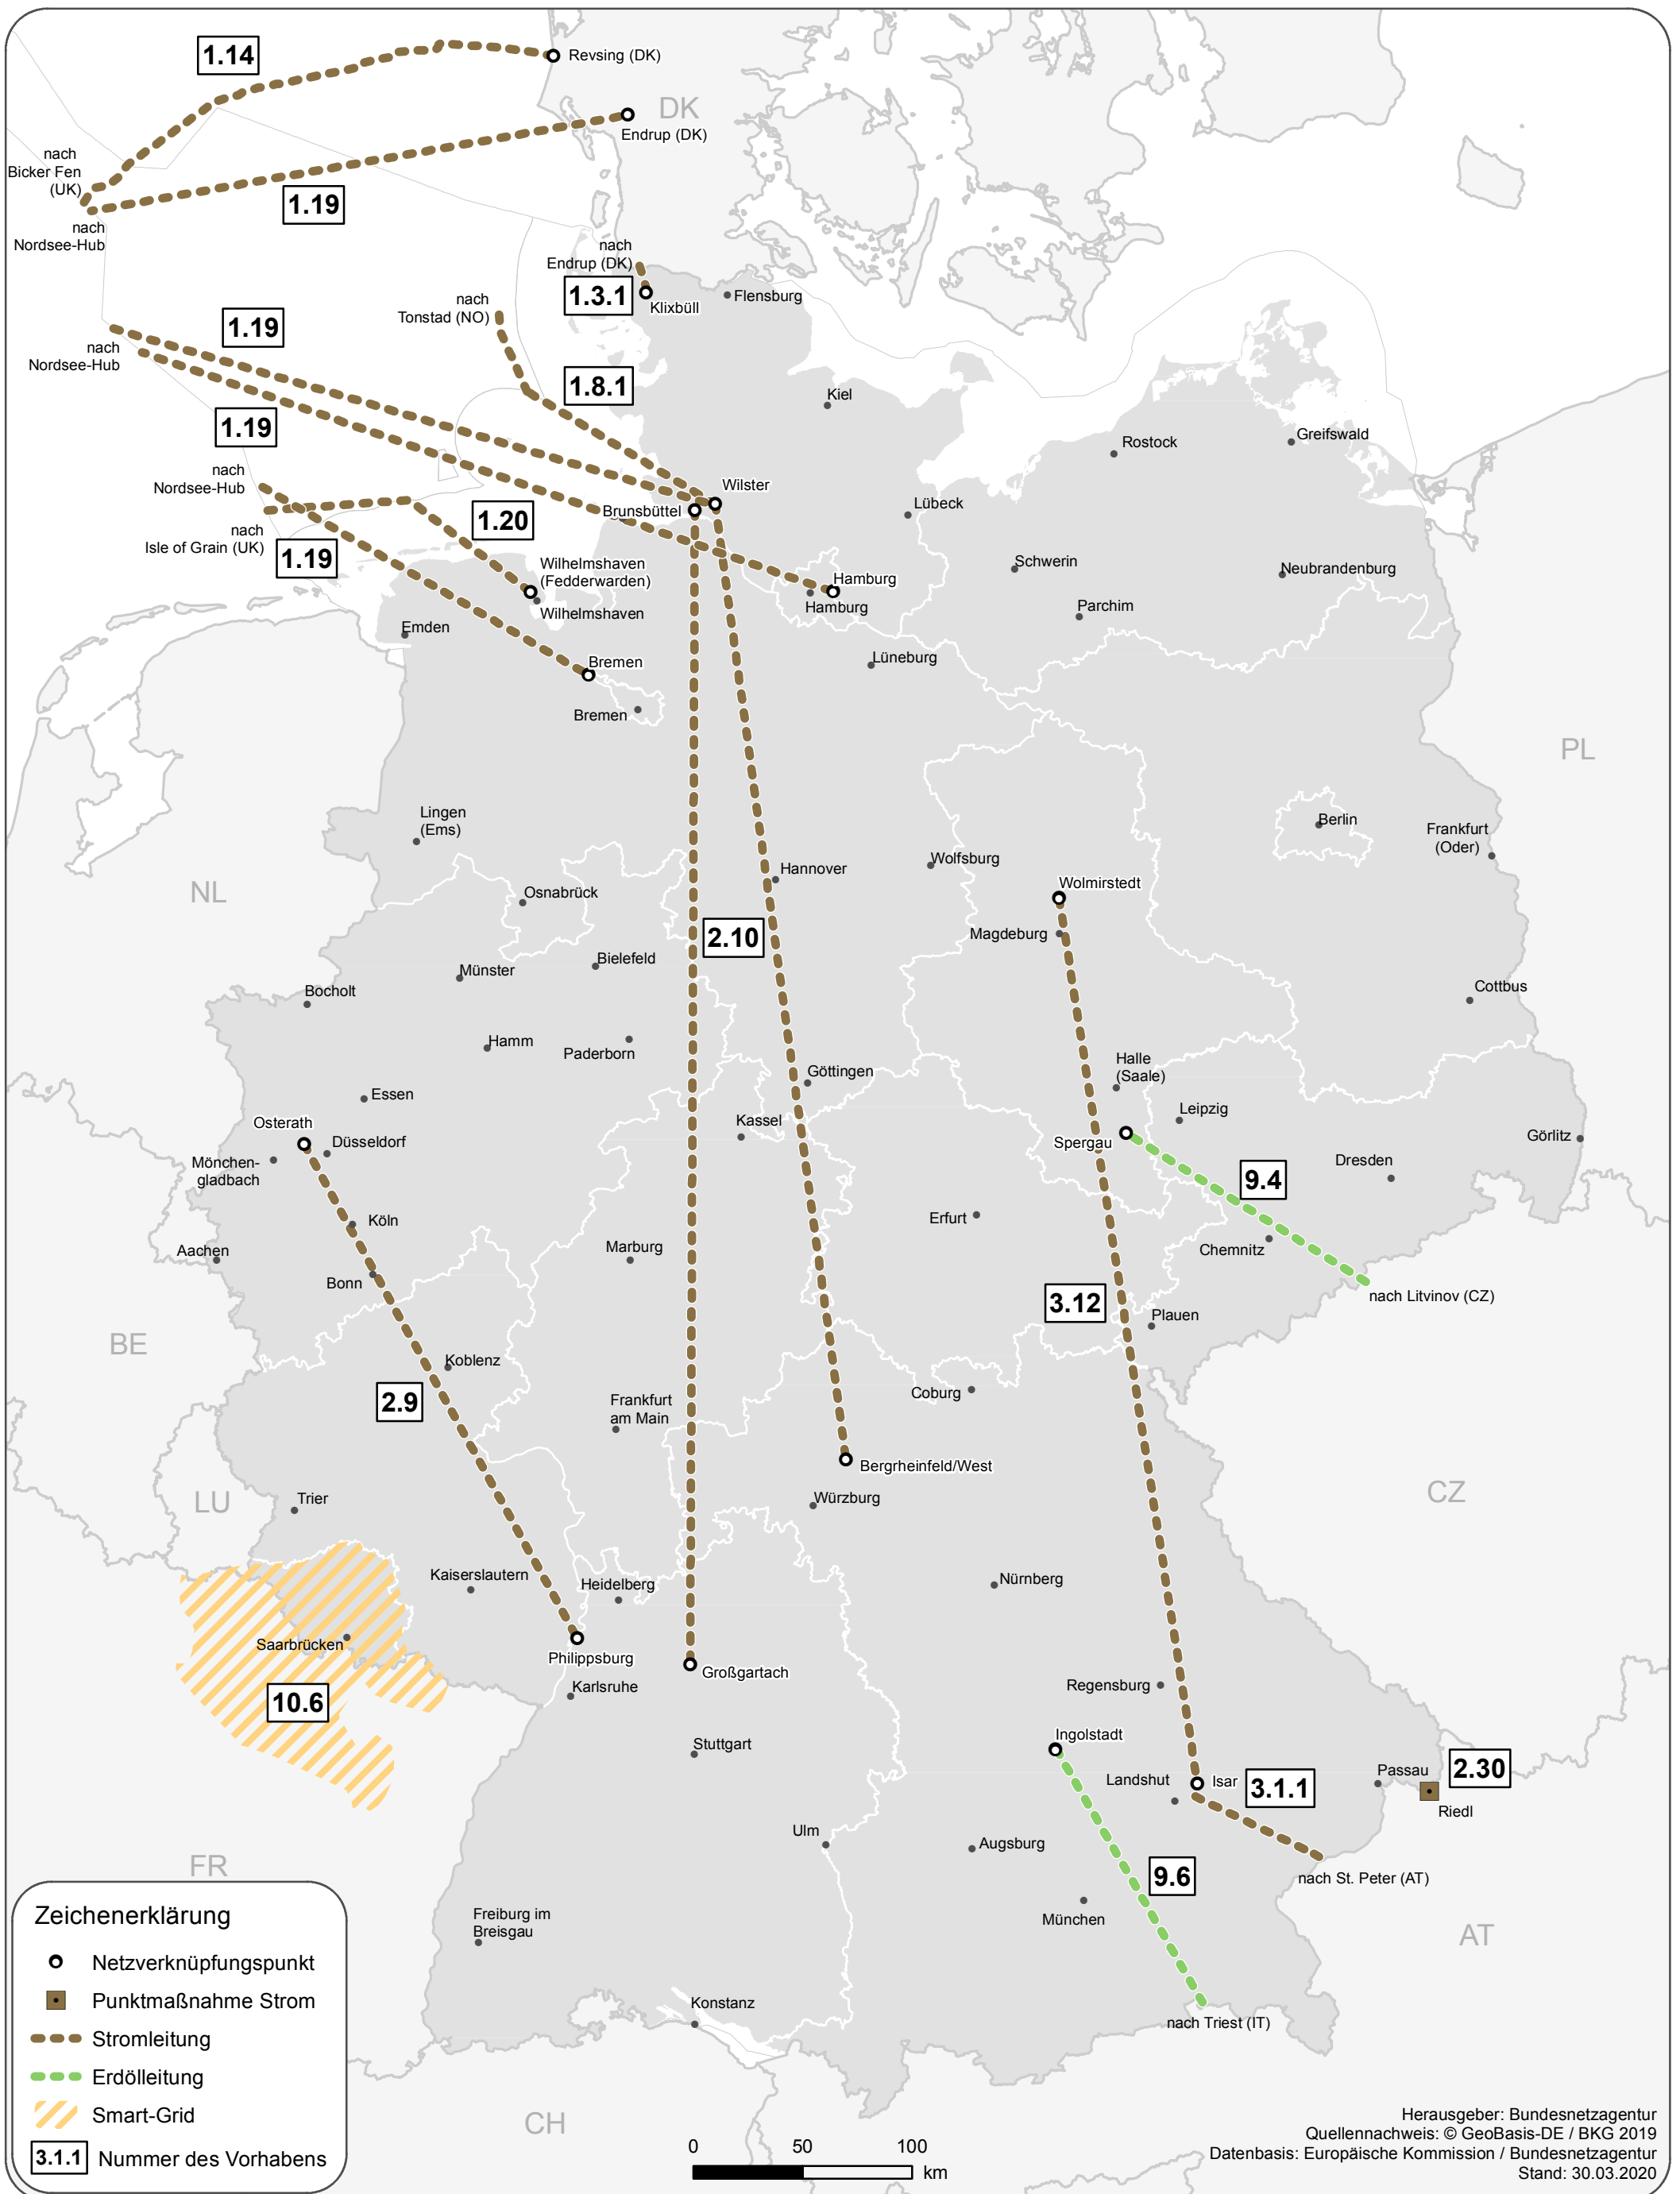 1.14
Revsing (DK)
DK
Endrup (DK)
nach
Bicker Fen
(UK)
1.19
nach
Nordsee-Hub
nach
Endrup (DK)
1.3.1
Klixbüll
Flensburg
nach
Tonstad (NO)
1.19
nach
Nordsee-Hub
1.8.1
Kiel
1.19
Rostock
Greifswald
nach
Nordsee-Hub
Wilster
Brunsbüttel
Lübeck
1.20
nach
Isle of Grain (UK)
1.19
Wilhelmshaven
(Fedderwarden)
Wilhelmshaven
Hamburg
Hamburg
Schwerin
Neubrandenburg
Parchim
Emden
Bremen
Lüneburg
Bremen
PL
Lingen
(Ems)
Berlin
Frankfurt
(Oder)
NL
Osnabrück
Hannover
Wolfsburg
Wolmirstedt
2.10
Magdeburg
Bielefeld
Münster
Bocholt
Cottbus
Hamm
Paderborn
Göttingen
Halle
(Saale)
Essen
Leipzig
Osterath
Düsseldorf
Kassel
Spergau
Görlitz
Mönchen-
gladbach
9.4
Dresden
Köln
Erfurt
Aachen
Marburg
Chemnitz
Bonn
nach Litvinov (CZ)
3.12
Plauen
BE
Koblenz
2.9
Frankfurt
am Main
Coburg
Bergrheinfeld/West
LU
Trier
Würzburg
CZ
Kaiserslautern
Heidelberg
Nürnberg
Saarbrücken
Philippsburg
Großgartach
10.6
Karlsruhe
Regensburg
Stuttgart
Ingolstadt
Landshut
Isar
3.1.1
Passau
2.30
Riedl
Ulm
Augsburg
FR
9.6
nach St. Peter (AT)
München
Freiburg im
Breisgau
AT
Konstanz
nach Triest (IT)
CH
Zeichenerklärung
Netzverknüpfungspunkt
Punktmaßnahme Strom
Stromleitung
Erdölleitung
Smart-Grid
3.1.1 Nummer des Vorhabens
0 50 100
km
Herausgeber: Bundesnetzagentur
Quellennachweis: © GeoBasis-DE / BKG 2019
Datenbasis: Europäische Kommission / Bundesnetzagentur
Stand: 30.03.2020